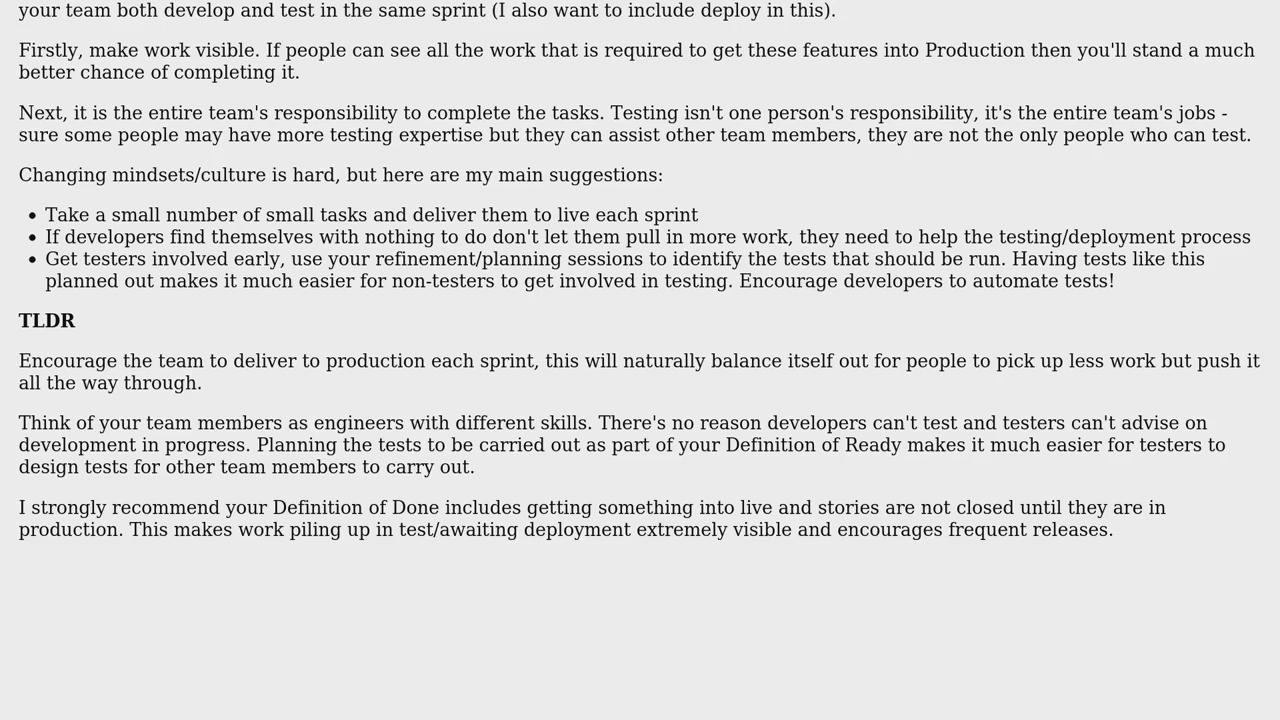 your team both develop and test in the same sprint (I also want to include deploy in this).
Firstly, make work visible. If people can see all the work that is required to get these features into Production then you'll stand a much
better chance of completing it.
Next, it is the entire team's responsibility to complete the tasks. Testing isn't one person's responsibility, it's the entire team's jobs -
sure some people may have more testing expertise but they can assist other team members, they are not the only people who can test.
Changing mindsets/culture is hard, but here are my main suggestions:
• Take a small number of small tasks and deliver them to live each sprint
• If developers find themselves with nothing to do don't let them pull in more work, they need to help the testing/deployment process
• Get testers involved early, use your refinement/planning sessions to identify the tests that should be run. Having tests like this
planned out makes it much easier for non-testers to get involved in testing. Encourage developers to automate tests!
TLDR
Encourage the team to deliver to production each sprint, this will naturally balance itself out for people to pick up less work but push it
all the way through.
Think of your team members as engineers with different skills. There's no reason developers can't test and testers can't advise on
development in progress. Planning the tests to be carried out as part of your Definition of Ready makes it much easier for testers to
design tests for other team members to carry out.
I strongly recommend your Definition of Done includes getting something into live and stories are not closed until they are in
production. This makes work piling up in test/awaiting deployment extremely visible and encourages frequent releases.